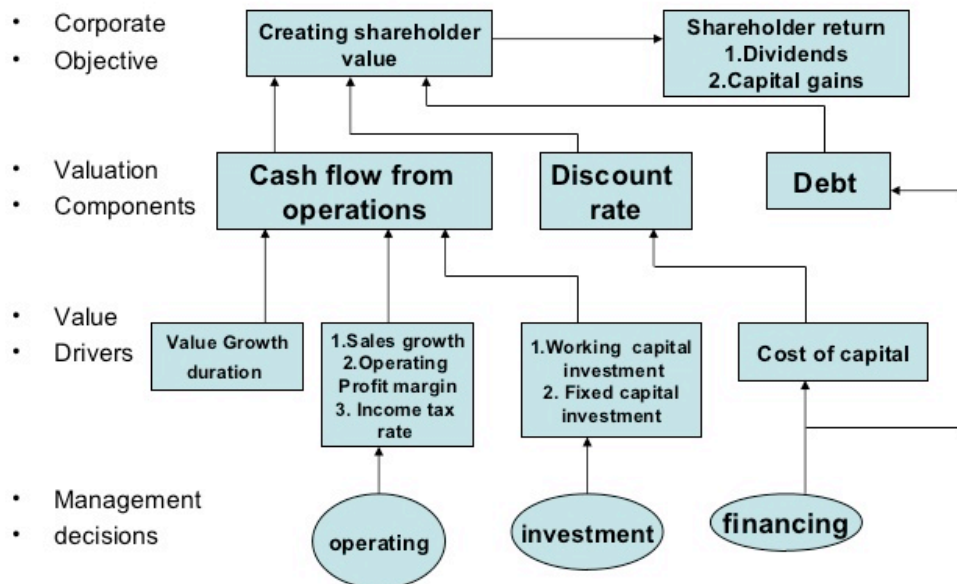 • Corporate
• Objective
Creating shareholder
value
Shareholder return
1.Dividends
2.Capital gains
• Valuation
• Components
Cash flow from
operations
Discount
rate
Debt
• Value
• Drivers
Value Growth
duration
1.Sales growth
2.Operating
Profit margin
3. Income tax
rate
1.Working capital
investment
2. Fixed capital
investment
Cost of capital
• Management
• decisions
operating
investment
financing